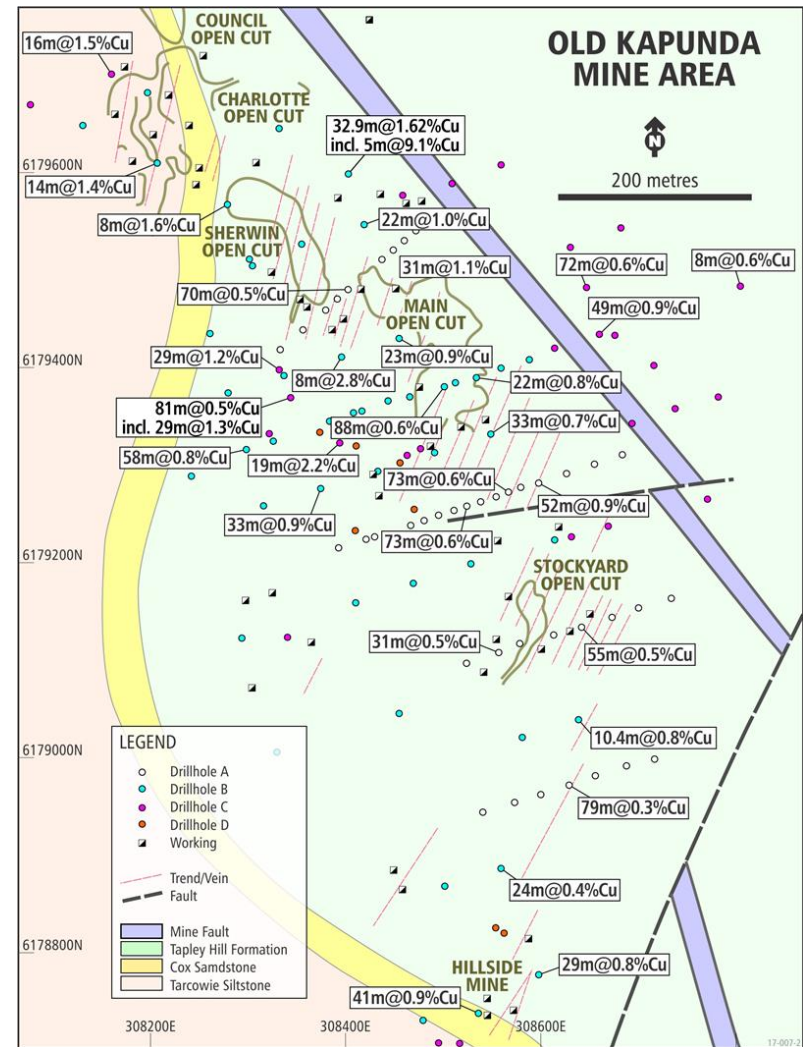 COUNCIL
OPEN CUT
OLD KAPUNDA
MINE AREA
16m@1.5%Cu
CHARLOTTE
OPEN CUT
N
32.9m@1.62%Cu
incl. 5m@9.1%Cu
6179600N
200 metres
14m@1.4%Cu
8m@1.6%Cu
22m@1.0%Cu
SHERWIN
OPEN CUT
31m@1.1%Cu
72m@0.6%Cu
8m@0.6%Cu
70m@0.5%Cu
MAIN
OPEN CUT
49m@0.9%Cu
6179400N
29m@1.2%Cu
23m@0.9%Cu
8m@2.8%Cu
22m@0.8%Cu
81m@0.5%Cu
incl. 29m@1.3%Cu
88m@0.6%Cu
33m@0.7%Cu
58m@0.8%Cu
19m@2.2%Cu
73m@0.6%Cu
52m@0.9%Cu
33m@0.9%Cu
73m@0.6%Cu
6179200N
STOCKYARD
OPEN CUT
31m@0.5%Cu
55m@0.5%Cu
10.4m@0.8%Cu
6179000N
79m@0.3%Cu
24m@0.4%Cu
LEGEND
Drillhole A
Drillhole B
Drillhole C
Drillhole D
Working
Trend/Vein
Fault
Mine Fault
Tapley Hill Formation
Cox Samdstone
Tarcowie Siltstone
6178800N
HILLSIDE
MINE
29m@0.8%Cu
41m@0.9%Cu
308200E
308400E
308600E
17-007-2